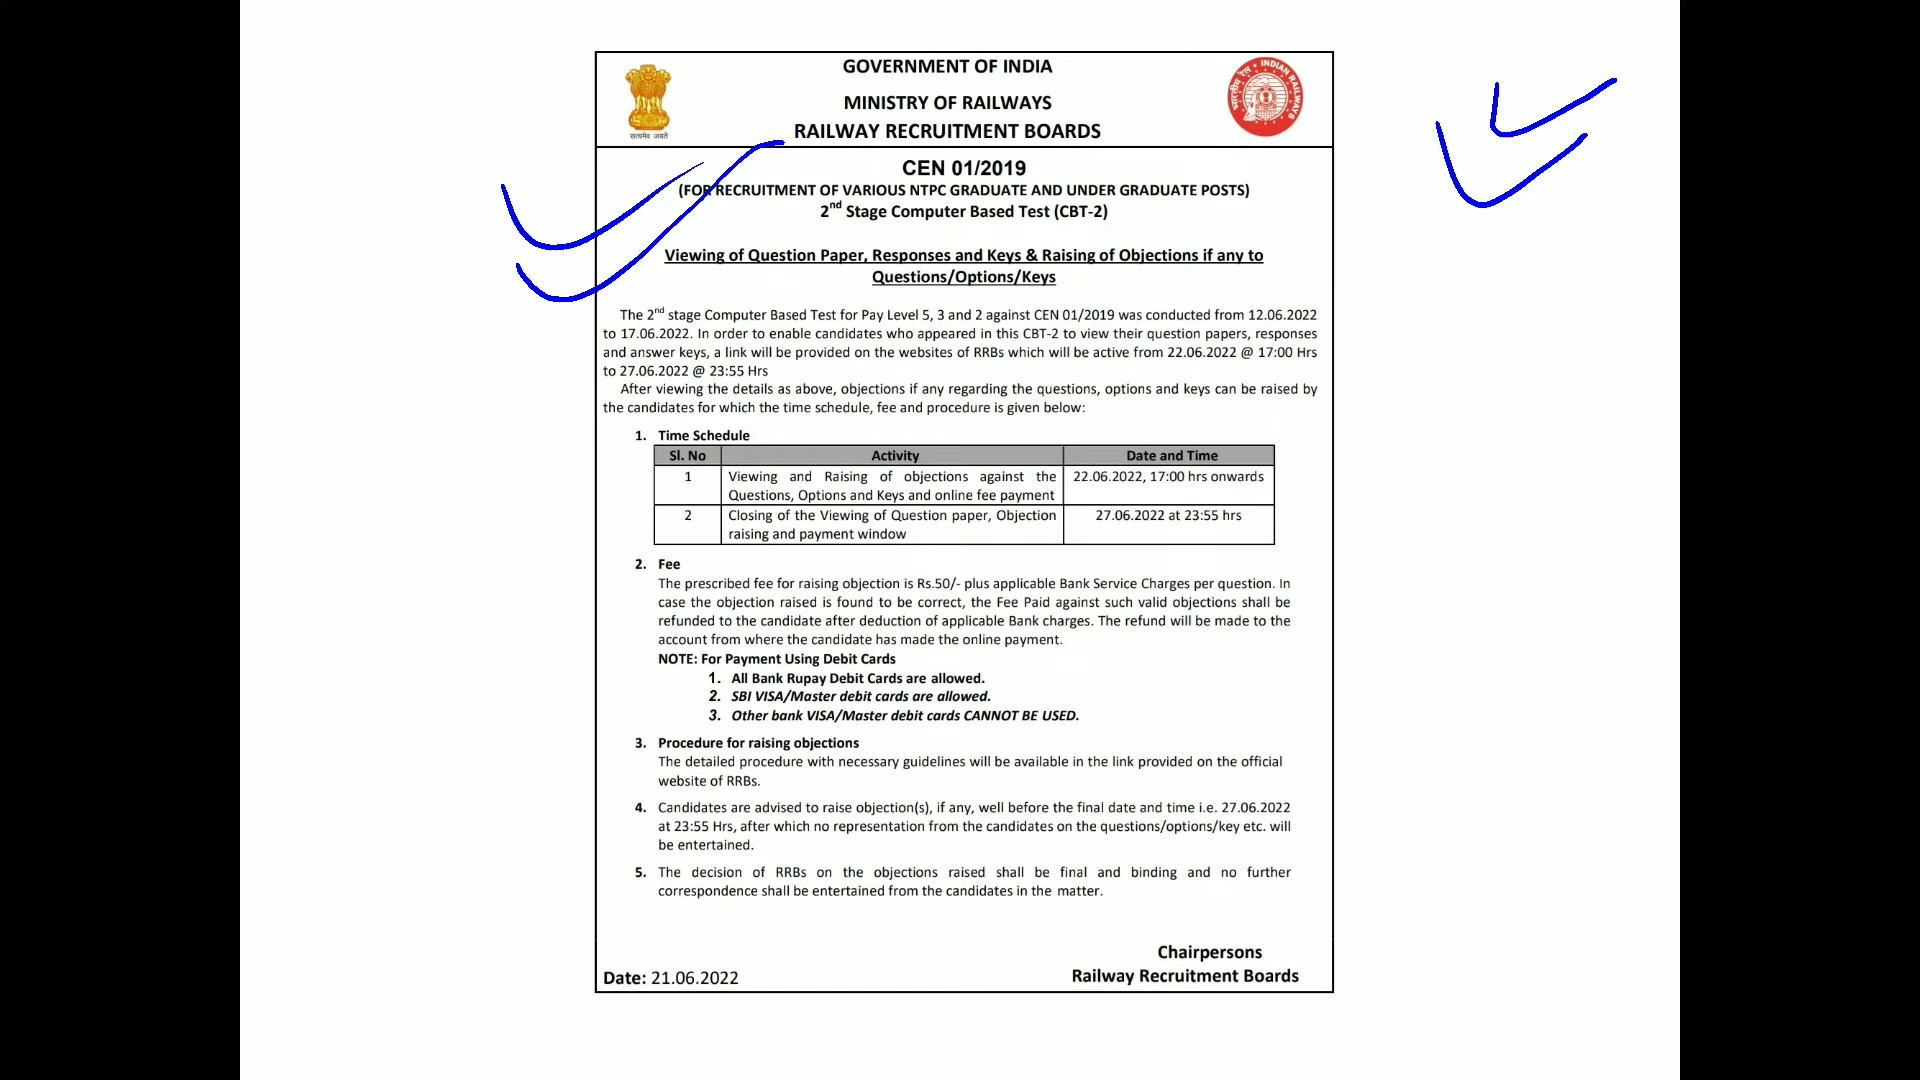 GOVERNMENT OF INDIA
MINISTRY OF RAILWAYS
RAILWAY RECRUITMENT BOARDS
सत्यमेव जयते
भारतीय रेल • INDIAN RAILWAYS
CEN 01/2019
(FOR RECRUITMENT OF VARIOUS NTPC GRADUATE AND UNDER GRADUATE POSTS)
2nd Stage Computer Based Test (CBT-2)
Viewing of Question Paper, Responses and Keys & Raising of Objections if any to
Questions/Options/Keys
The 2nd stage Computer Based Test for Pay Level 5, 3 and 2 against CEN 01/2019 was conducted from 12.06.2022
to 17.06.2022. In order to enable candidates who appeared in this CBT-2 to view their question papers, responses
and answer keys, a link will be provided on the websites of RRBs which will be active from 22.06.2022 @ 17:00 Hrs
to 27.06.2022 @ 23:55 Hrs
After viewing the details as above, objections if any regarding the questions, options and keys can be raised by
the candidates for which the time schedule, fee and procedure is given below:
1. Time Schedule
Sl. No Activity Date and Time
1 Viewing and Raising of objections against the 22.06.2022, 17:00 hrs onwards
Questions, Options and Keys and online fee payment
2 Closing of the Viewing of Question paper, Objection 27.06.2022 at 23:55 hrs
raising and payment window
2. Fee
The prescribed fee for raising objection is Rs.50/- plus applicable Bank Service Charges per question. In
case the objection raised is found to be correct, the Fee Paid against such valid objections shall be
refunded to the candidate after deduction of applicable Bank charges. The refund will be made to the
account from where the candidate has made the online payment.
NOTE: For Payment Using Debit Cards
1. All Bank Rupay Debit Cards are allowed.
2. SBI VISA/Master debit cards are allowed.
3. Other bank VISA/Master debit cards CANNOT BE USED.
3. Procedure for raising objections
The detailed procedure with necessary guidelines will be available in the link provided on the official
website of RRBs.
4. Candidates are advised to raise objection(s), if any, well before the final date and time i.e. 27.06.2022
at 23:55 Hrs, after which no representation from the candidates on the questions/options/key etc. will
be entertained.
5. The decision of RRBs on the objections raised shall be final and binding and no further
correspondence shall be entertained from the candidates in the matter.
Chairpersons
Date: 21.06.2022 Railway Recruitment Boards